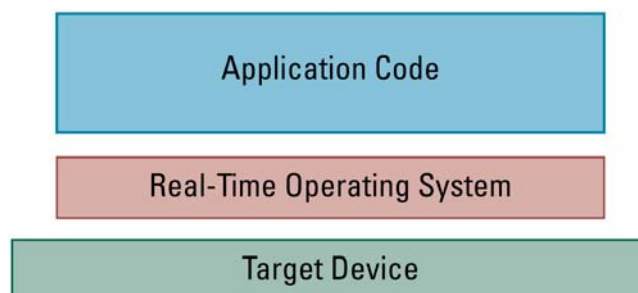 Application Code
Real-Time Operating System
Target Device